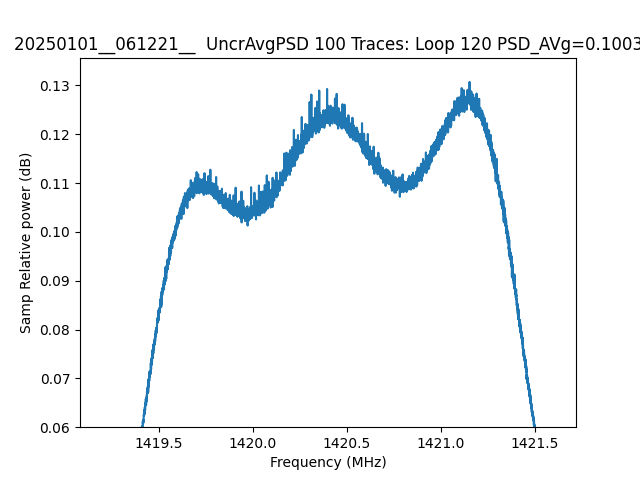 20250101__061221__  UncrAvgPSD 100 Traces: Loop 120 PSD_AVg=0.1003
0.13
0.12
0.11
0.10
0.09
0.08
0.07
0.06
Samp Relative power (dB)
1419.5 1420.0 1420.5 1421.0 1421.5
Frequency (MHz)